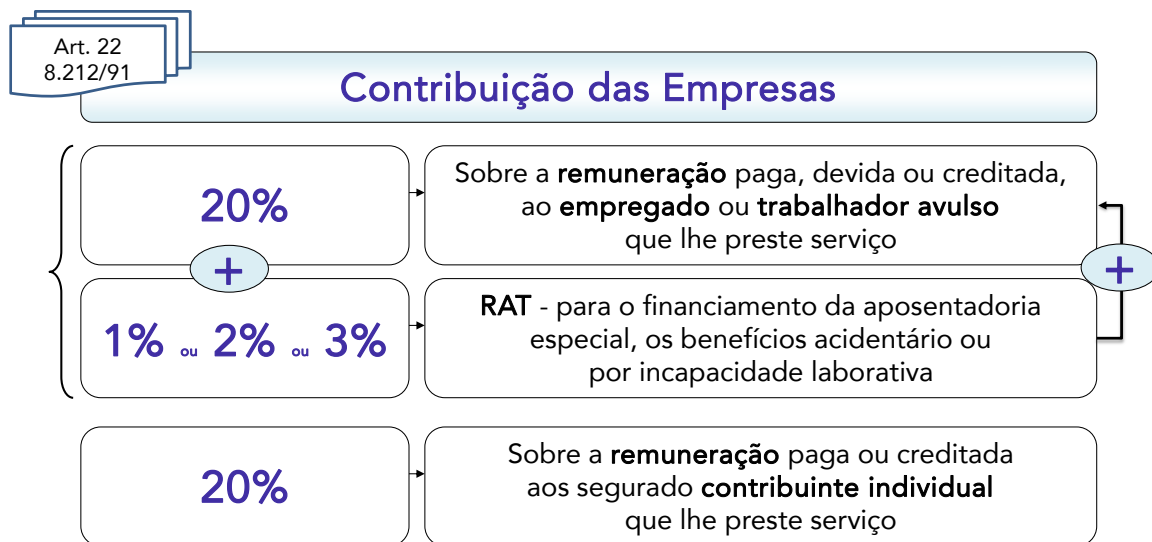 Art. 22
8.212/91
Contribuição das Empresas
20%
Sobre a remuneração paga, devida ou creditada,
ao empregado ou trabalhador avulso
que lhe preste serviço
+
+
1% ou 2% ou 3%
RAT - para o financiamento da aposentadoria
especial, os benefícios acidentário ou
por incapacidade laborativa
20%
Sobre a remuneração paga ou creditada
aos segurado contribuinte individual
que lhe preste serviço